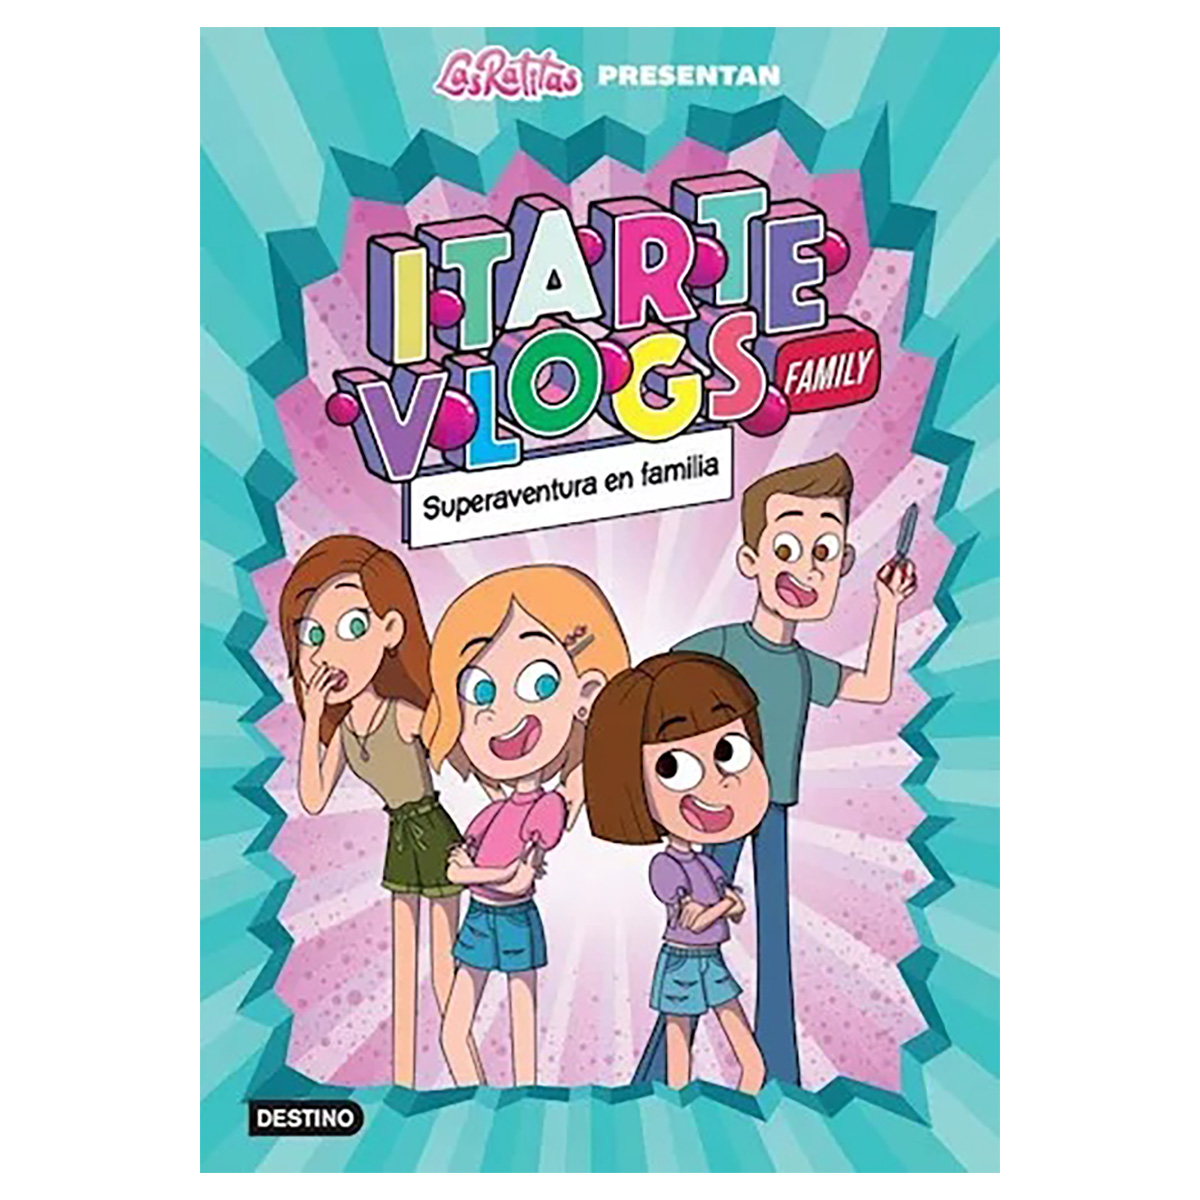 LasRatitas PRESENTAN
ITARTE
VLOGS FAMILY
Superaventura en familia
DESTINO